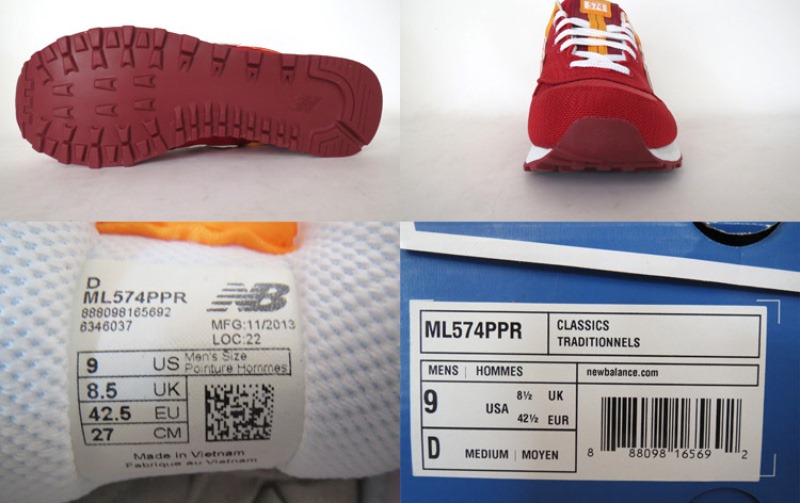 574
D
ML574PPR
888098165692
6346037
NB
MFG:11/2013
LOC:22
9 US Men's Size
Pointure Hommes
8.5 UK
42.5 EU
27 CM
Made in Vietnam
Fabrique au Vietnam
ML574PPR
CLASSICS
TRADITIONNELS
MENS | HOMMES
newbalance.com
9 USA 8½ UK
42½ EUR
D MEDIUM | MOYEN
8 88098 16569 2